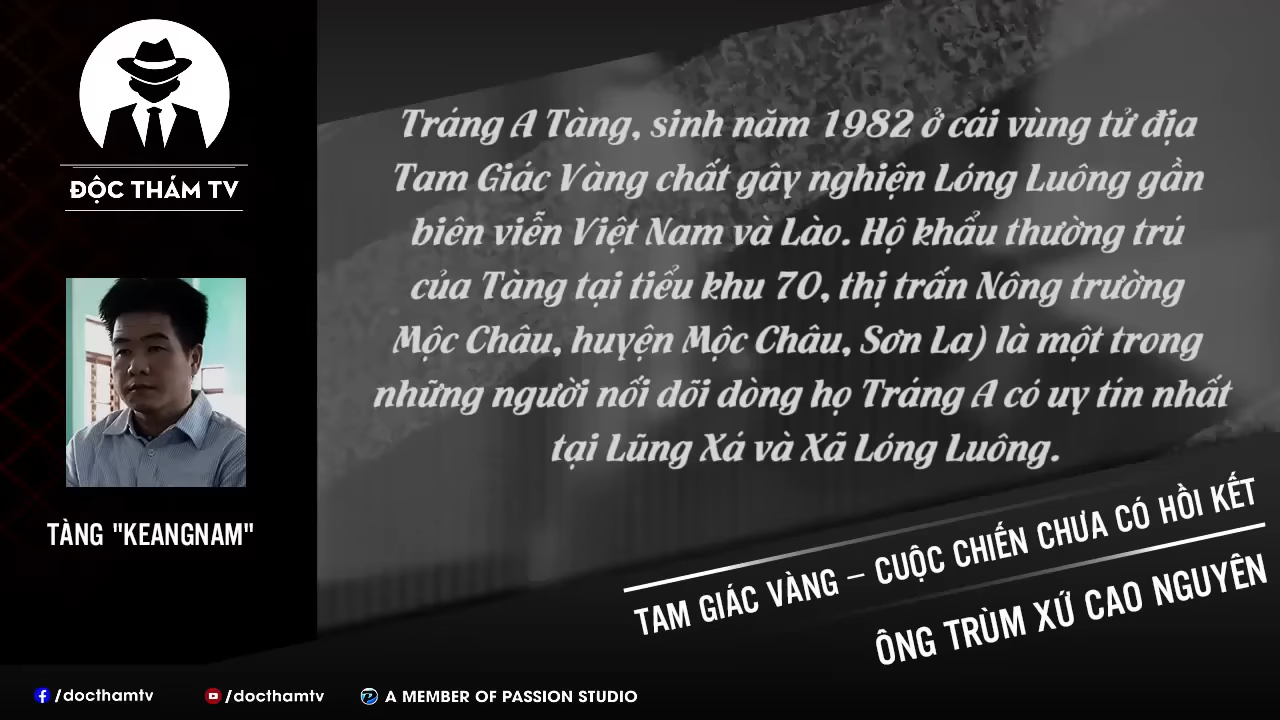 ĐỘC THÁM TV
TÀNG "KEANGNAM"
Tráng A Tàng, sinh năm 1982 ở cái vùng tử địa
Tam Giác Vàng chất gây nghiện Lóng Luông gần
biên viễn Việt Nam và Lào. Hộ khẩu thường trú
của Tàng tại tiểu khu 70, thị trấn Nông trường
Mộc Châu, huyện Mộc Châu, Sơn La) là một trong
những người nối dõi dòng họ Tráng A có uy tín nhất
tại Lũng Xá và Xã Lóng Luông.
TAM GIÁC VÀNG – CUỘC CHIẾN CHƯA CÓ HỒI KẾT
ÔNG TRÙM XỨ CAO NGUYÊN
/docthamtv
/docthamtv
A MEMBER OF PASSION STUDIO